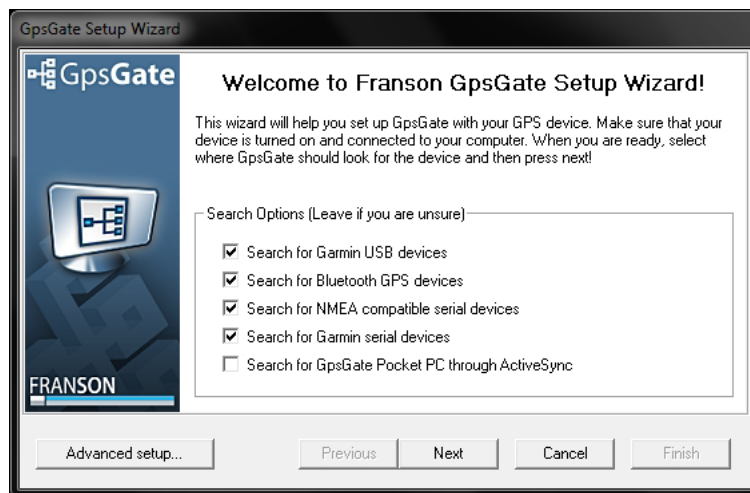 GpsGate Setup Wizard
GpsGate
Welcome to Franson GpsGate Setup Wizard!
This wizard will help you set up GpsGate with your GPS device. Make sure that your
device is turned on and connected to your computer. When you are ready, select
where GpsGate should look for the device and then press next!
Search Options (Leave if you are unsure)
Search for Garmin USB devices
Search for Bluetooth GPS devices
Search for NMEA compatible serial devices
Search for Garmin serial devices
Search for GpsGate Pocket PC through ActiveSync
FRANSON
Advanced setup...
Previous
Next
Cancel
Finish